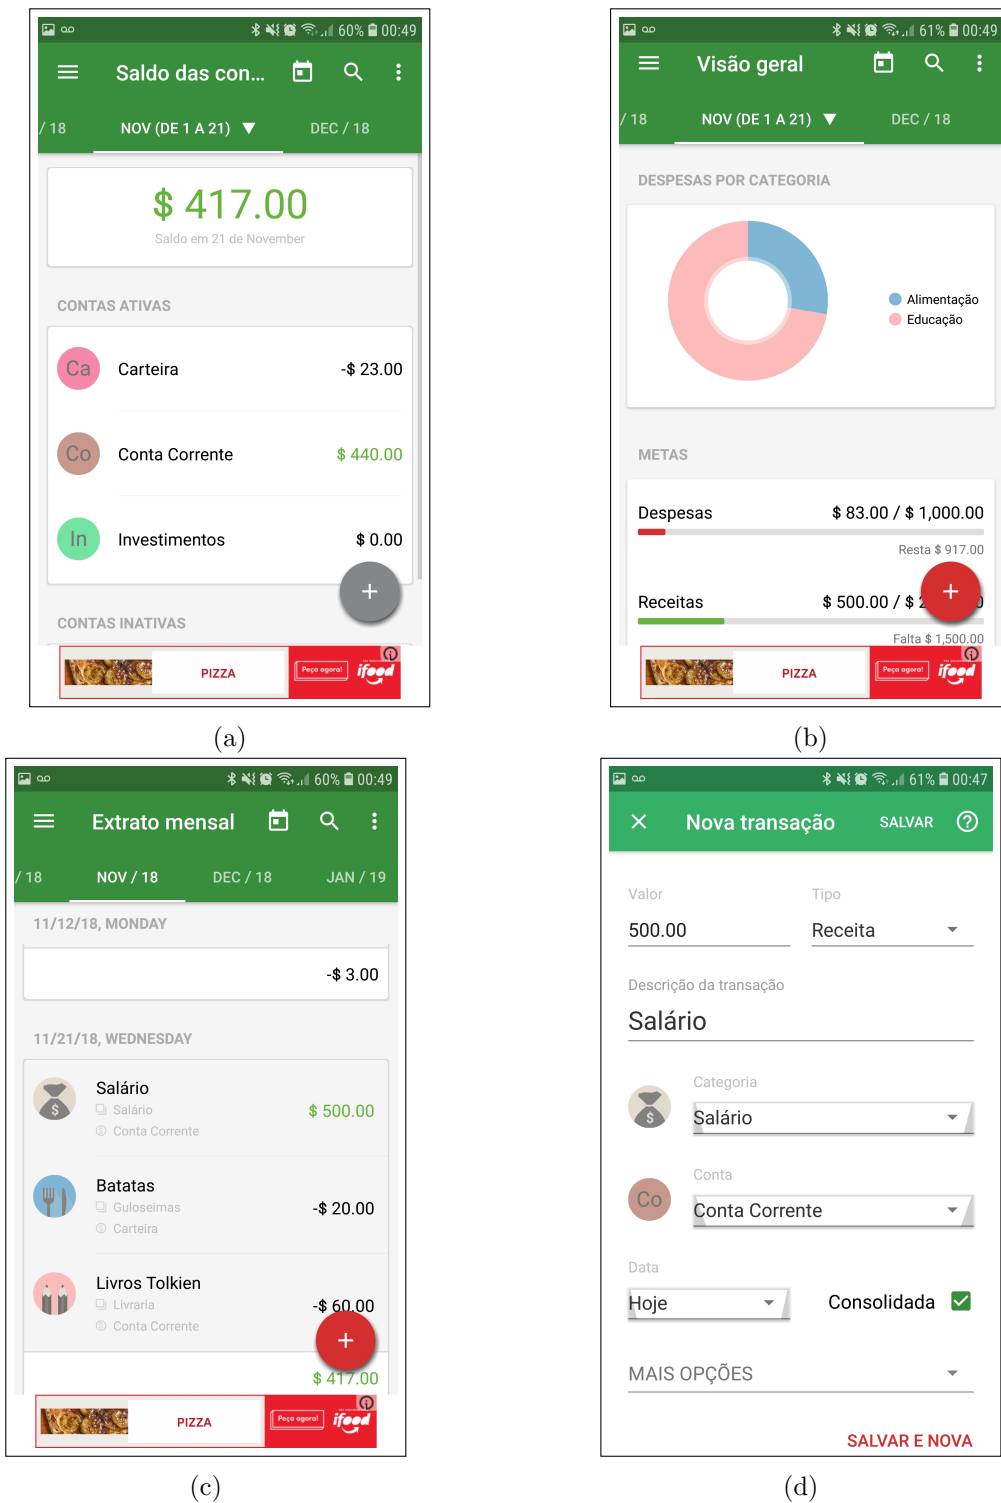 60% 00:49
Saldo das con...
/ 18 NOV (DE 1 A 21) ▼ DEC / 18
$ 417.00
Saldo em 21 de November
CONTAS ATIVAS
Ca Carteira -$ 23.00
Co Conta Corrente $ 440.00
In Investimentos $ 0.00
+
CONTAS INATIVAS
PIZZA Peça agora! ifood
(a)
61% 00:49
Visão geral
/ 18 NOV (DE 1 A 21) ▼ DEC / 18
DESPESAS POR CATEGORIA
Alimentação
Educação
METAS
Despesas $ 83.00 / $ 1,000.00
Resta $ 917.00
Receitas $ 500.00 / $
+
Falta $ 1,500.00
PIZZA Peça agora! ifood
(b)
60% 00:49
Extrato mensal
/ 18 NOV / 18 DEC / 18 JAN / 19
11/12/18, MONDAY
-$ 3.00
11/21/18, WEDNESDAY
Salário
Salário $ 500.00
Conta Corrente
Batatas
Guloseimas -$ 20.00
Carteira
Livros Tolkien
Livraria -$ 60.00
Conta Corrente
+
$ 417.00
PIZZA Peça agora! ifood
(c)
61% 00:47
× Nova transação SALVAR ?
Valor Tipo
500.00 Receita
Descrição da transação
Salário
Categoria
$ Salário
Conta
Co Conta Corrente
Data
Hoje Consolidada
MAIS OPÇÕES
SALVAR E NOVA
(d)